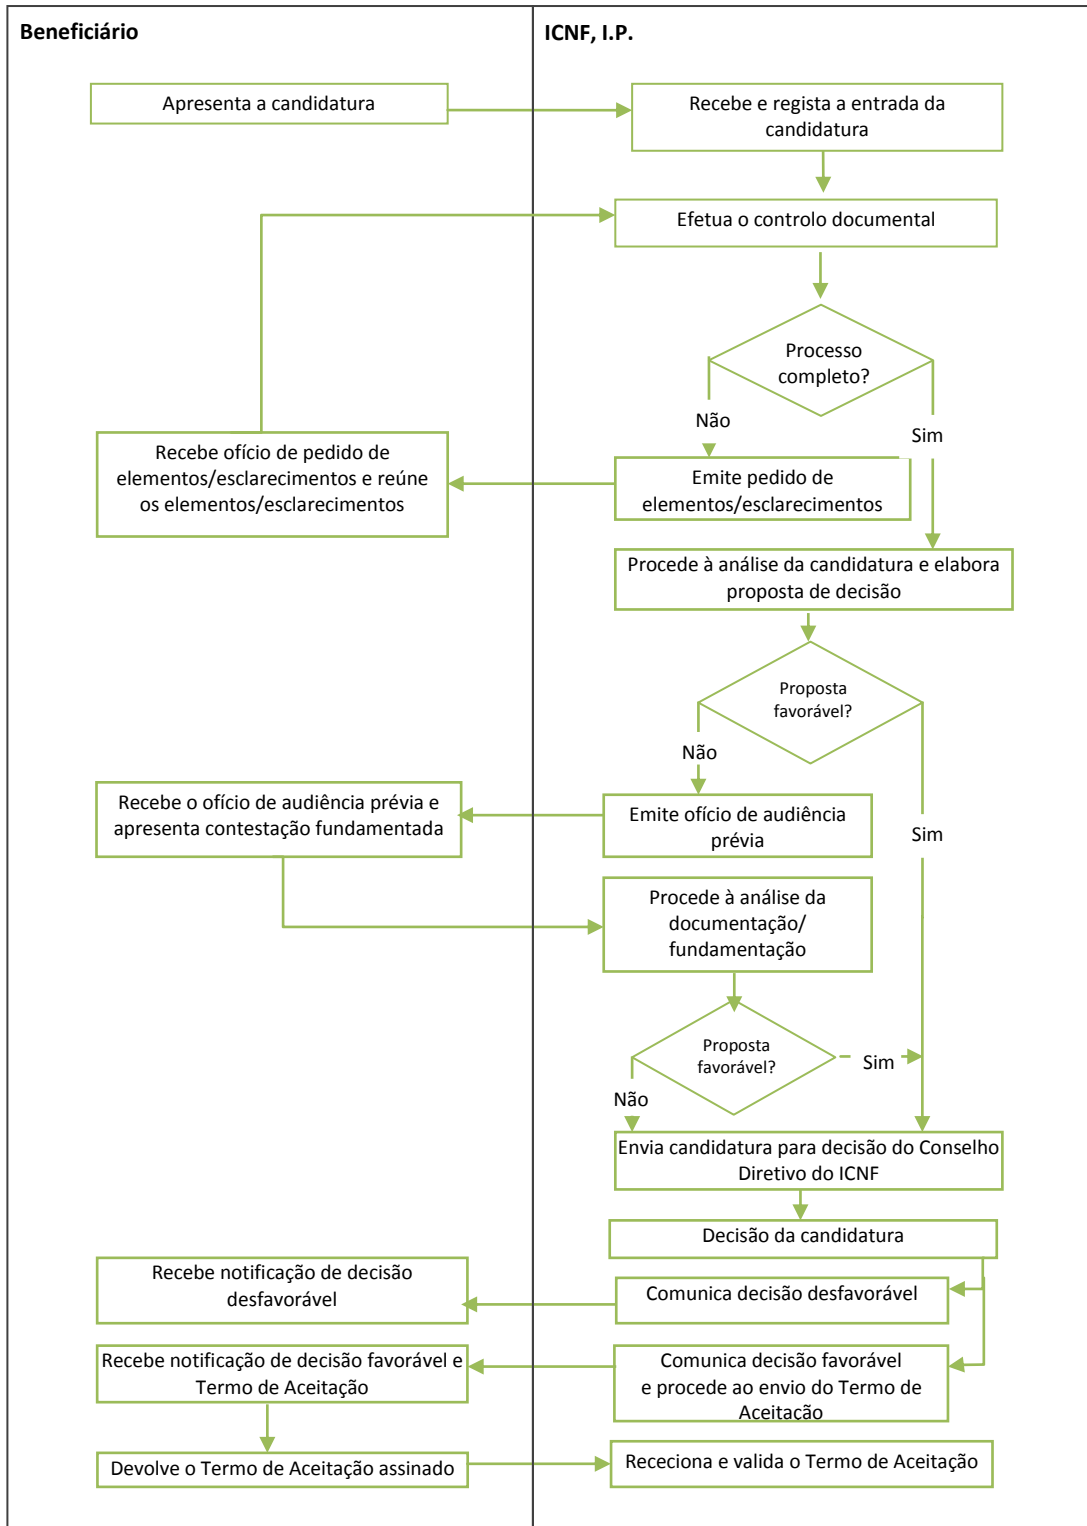 Beneficiário
ICNF, I.P.
Apresenta a candidatura
Recebe e regista a entrada da
candidatura
Efetua o controlo documental
Processo
completo?
Não
Sim
Recebe ofício de pedido de
elementos/esclarecimentos e reúne
os elementos/esclarecimentos
Emite pedido de
elementos/esclarecimentos
Procede à análise da candidatura e elabora
proposta de decisão
Proposta
favorável?
Não
Sim
Recebe o ofício de audiência prévia e
apresenta contestação fundamentada
Emite ofício de audiência
prévia
Procede à análise da
documentação/
fundamentação
Proposta
favorável?
Sim
Não
Envia candidatura para decisão do Conselho
Diretivo do ICNF
Decisão da candidatura
Recebe notificação de decisão
desfavorável
Comunica decisão desfavorável
Recebe notificação de decisão favorável e
Termo de Aceitação
Comunica decisão favorável
e procede ao envio do Termo de
Aceitação
Devolve o Termo de Aceitação assinado
Receciona e valida o Termo de Aceitação